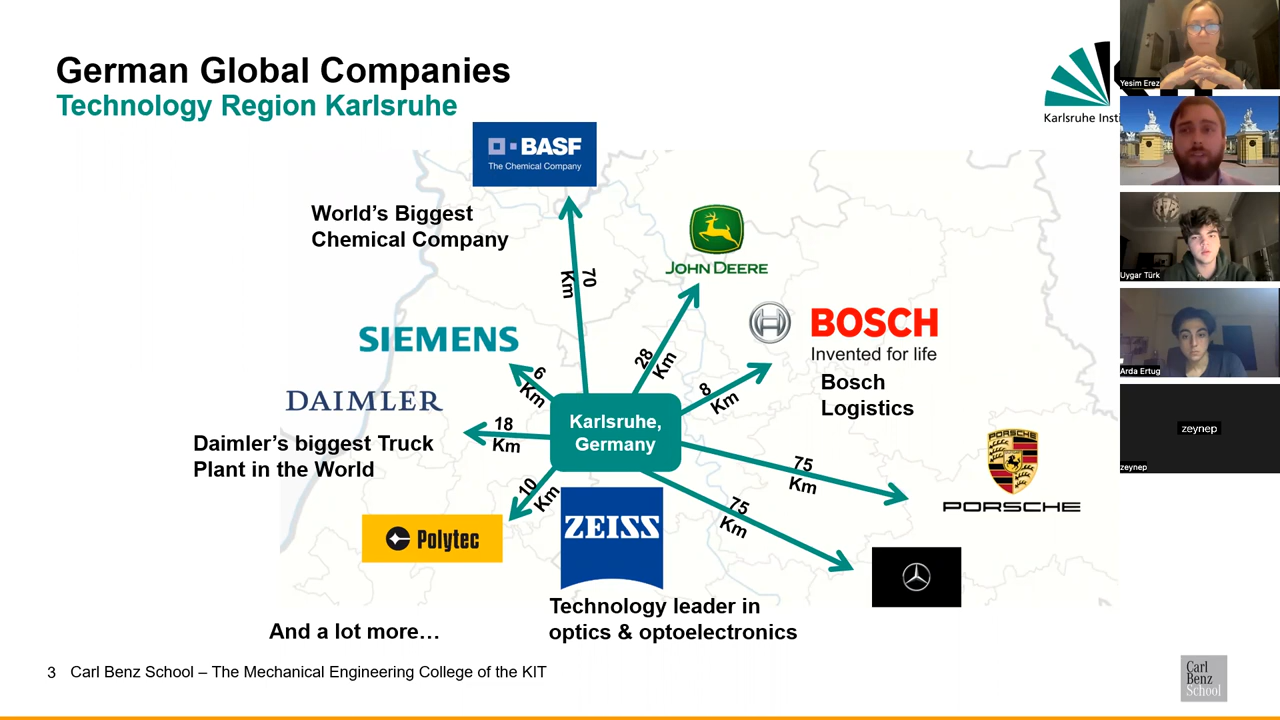 German Global Companies
Technology Region Karlsruhe
Karlsruhe Insti
BASF
The Chemical Company
World's Biggest
Chemical Company
70
Km
JOHN DEERE
28
Km
BOSCH
Invented for life
Bosch
Logistics
8
Km
SIEMENS
6
Km
DAIMLER
18
Km
Daimler's biggest Truck
Plant in the World
Karlsruhe,
Germany
75
Km
PORSCHE
PORSCHE
75
Km
10
Km
Polytec
ZEISS
Technology leader in
optics & optoelectronics
And a lot more…
3 Carl Benz School – The Mechanical Engineering College of the KIT
Carl
Benz
School
Yesim Erez
Uygar Türk
Arda Ertug
zeynep
zeynep